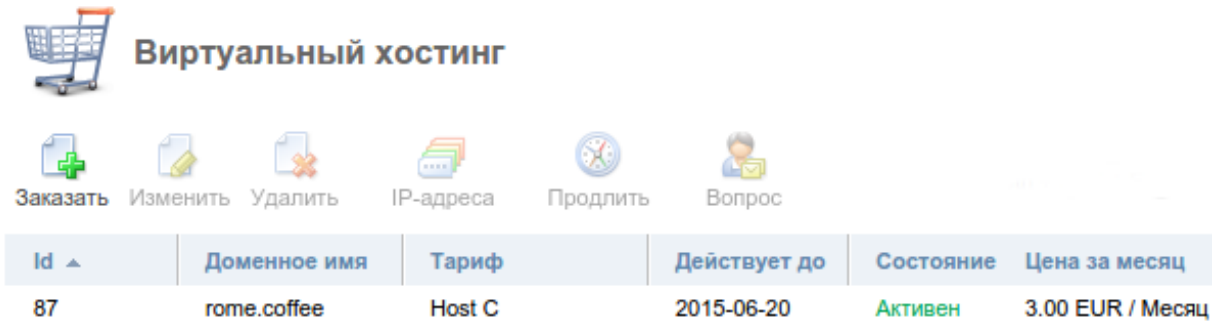 Виртуальный хостинг
Заказать Изменить Удалить IP-адреса Продлить Вопрос
Id Доменное имя Тариф Действует до Состояние Цена за месяц
87 rome.coffee Host C 2015-06-20 Активен 3.00 EUR / Месяц